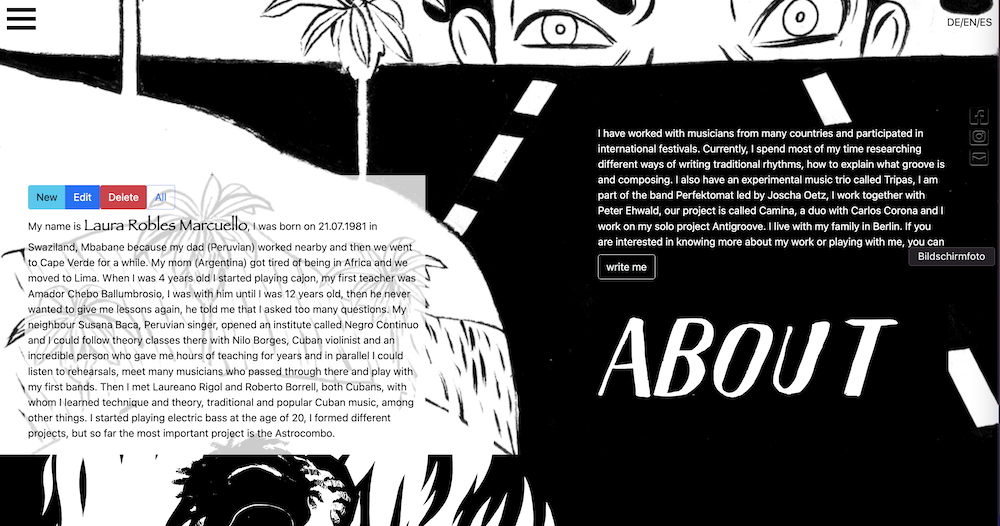 DE/EN/ES
New Edit Delete All
My name is Laura Robles Marcuello, I was born on 21.07.1981 in
Swaziland, Mbabane because my dad (Peruvian) worked nearby and then we went
to Cape Verde for a while. My mom (Argentina) got tired of being in Africa and we
moved to Lima. When I was 4 years old I started playing cajon, my first teacher was
Amador Chebo Ballumbrosio, I was with him until I was 12 years old, then he never
wanted to give me lessons again, he told me that I asked too many questions. My
neighbour Susana Baca, Peruvian singer, opened an institute called Negro Continuo
and I could follow theory classes there with Nilo Borges, Cuban violinist and an
incredible person who gave me hours of teaching for years and in parallel I could
listen to rehearsals, meet many musicians who passed through there and play with
my first bands. Then I met Laureano Rigol and Roberto Borrell, both Cubans, with
whom I learned technique and theory, traditional and popular Cuban music, among
other things. I started playing electric bass at the age of 20, I formed different
projects, but so far the most important project is the Astrocombo.
I have worked with musicians from many countries and participated in
international festivals. Currently, I spend most of my time researching
different ways of writing traditional rhythms, how to explain what groove is
and composing. I also have an experimental music trio called Tripas, I am
part of the band Perfektomat led by Joscha Oetz, I work together with
Peter Ehwald, our project is called Camina, a duo with Carlos Corona and I
work on my solo project Antigroove. I live with my family in Berlin. If you
are interested in knowing more about my work or playing with me, you can
write me
Bildschirmfoto
ABOUT